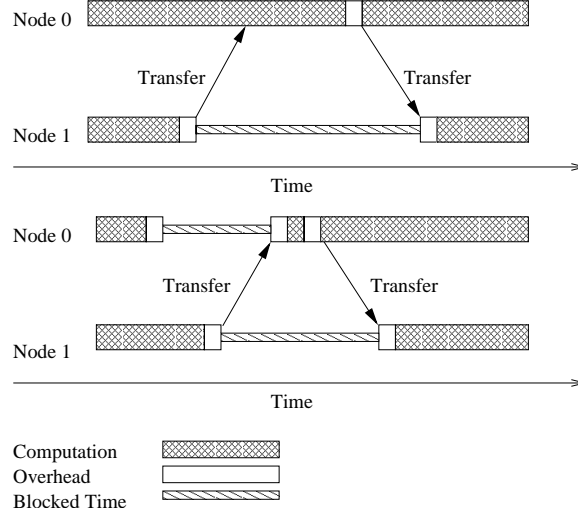 Node 0
Transfer
Transfer
Node 1
Time
Node 0
Transfer
Transfer
Node 1
Time
Computation
Overhead
Blocked Time